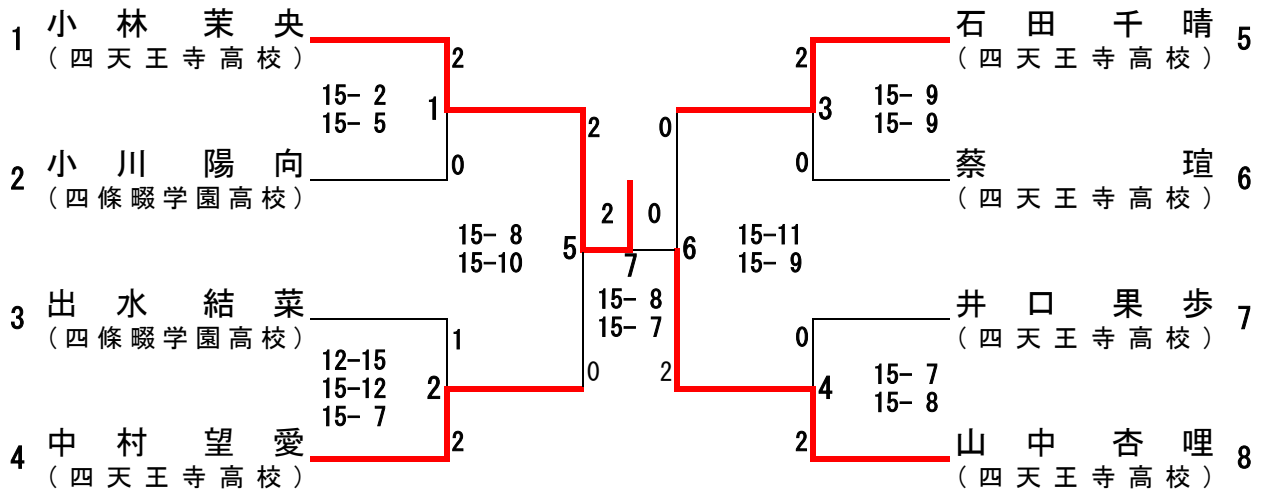 1 小林 茉央
(四天王寺高校)
2 小川 陽向
(四條畷学園高校)
3 出水 結菜
(四條畷学園高校)
4 中村 望愛
(四天王寺高校)
2
15- 2
15- 5
1
0
1
12-15
15-12
15- 7
2
2
2
15- 8
15-10
5
0
2 0
7
15- 8
15- 7
0
6
15-11
15- 9
2
2
3
15- 9
15- 9
0
0
4
15- 7
15- 8
2
石田 千晴 5
(四天王寺高校)
蔡 瑄 6
(四天王寺高校)
井口 果歩 7
(四天王寺高校)
山中 杏哩 8
(四天王寺高校)